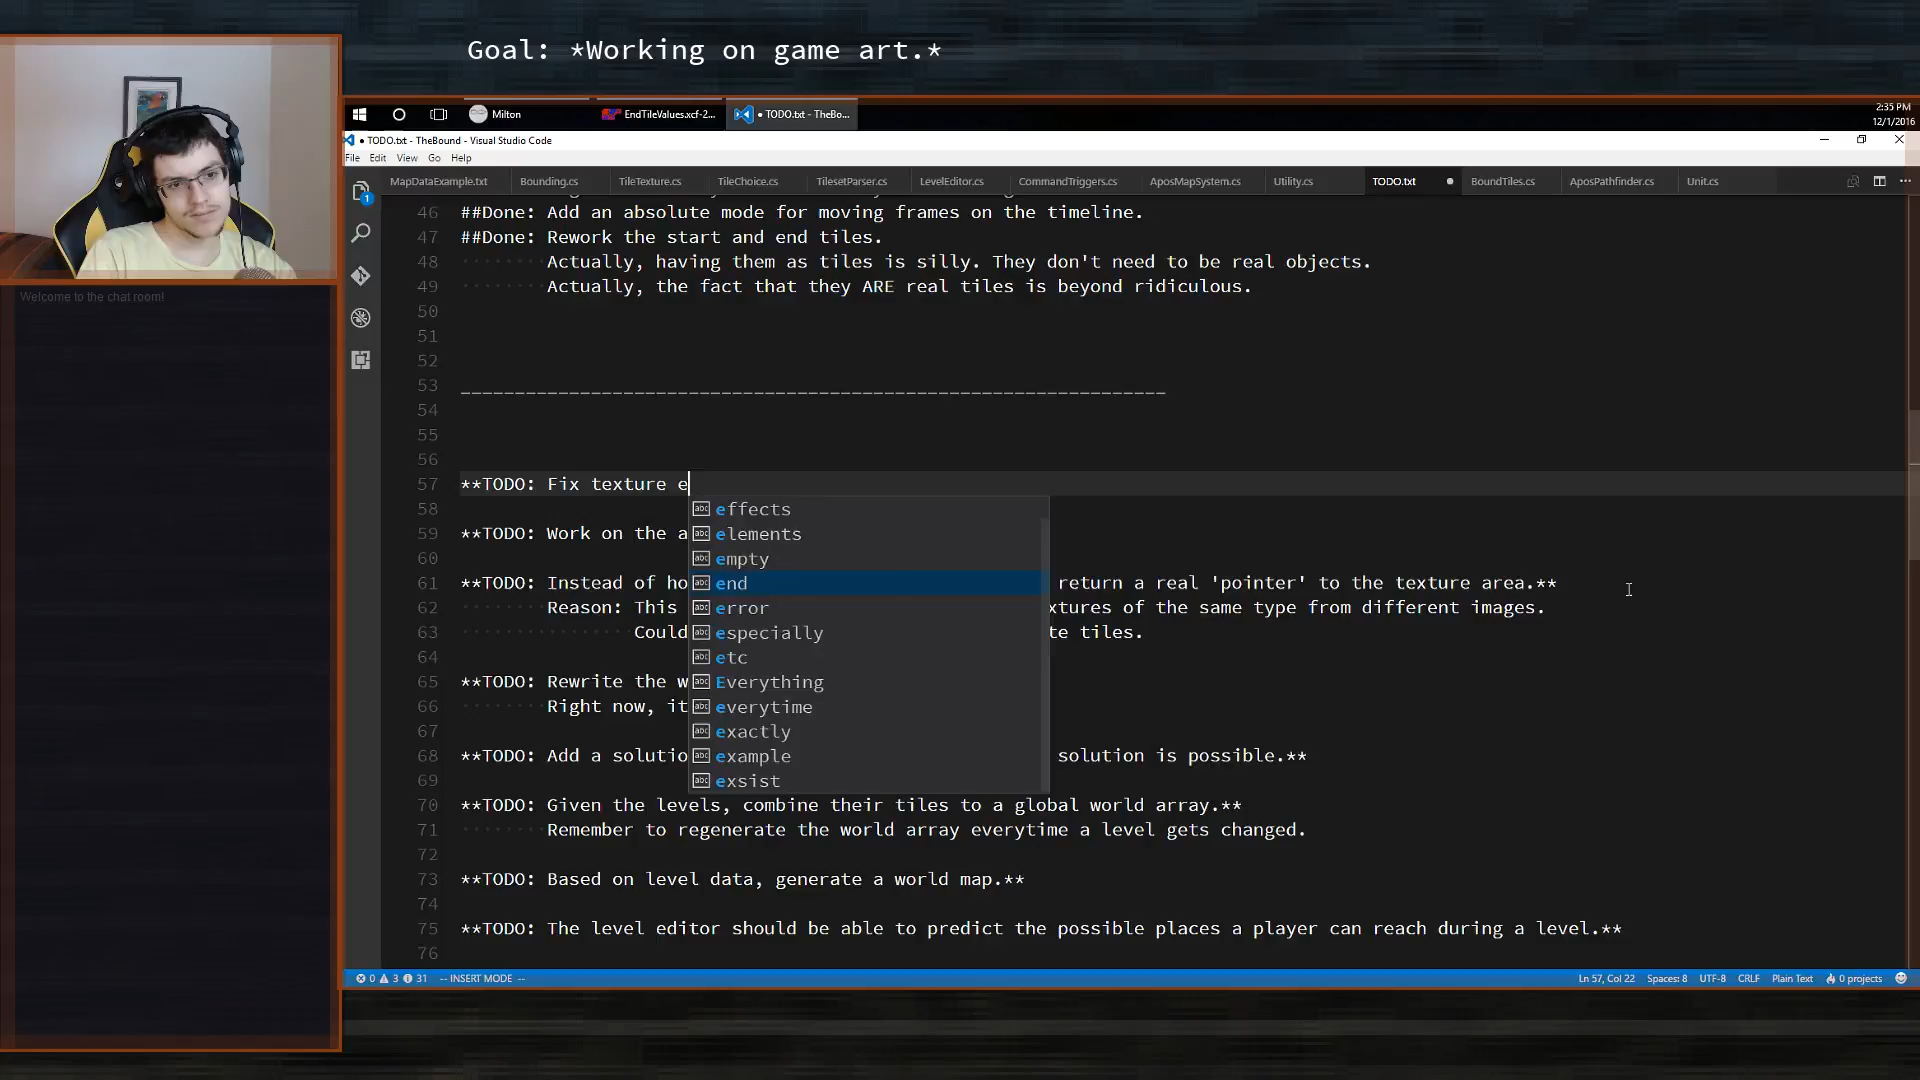 Goal: *Working on game art.*
Milton
EndTileValues.xcf-2...
● TODO.txt - TheBo...
2:35 PM
12/1/2016
● TODO.txt - TheBound - Visual Studio Code
File Edit View Go Help
MapDataExample.txt Bounding.cs TileTexture.cs TileChoice.cs TilesetParser.cs LevelEditor.cs CommandTriggers.cs AposMapSystem.cs Utility.cs TODO.txt BoundTiles.cs AposPathfinder.cs Unit.cs
1
Welcome to the chat room!
46 ##Done: Add an absolute mode for moving frames on the timeline.
47 ##Done: Rework the start and end tiles.
48 Actually, having them as tiles is silly. They don't need to be real objects.
49 Actually, the fact that they ARE real tiles is beyond ridiculous.
50
51
52
53 _________________________________________________________________
54
55
56
57 **TODO: Fix texture e
58
effects
59 **TODO: Work on the a
elements
60
empty
61 **TODO: Instead of ho
end
return a real 'pointer' to the texture area.**
62 Reason: This
error
xtures of the same type from different images.
63 Could
especially
te tiles.
64
etc
65 **TODO: Rewrite the w
Everything
66 Right now, it
everytime
67
exactly
68 **TODO: Add a solutio
example
solution is possible.**
69
exsist
70 **TODO: Given the levels, combine their tiles to a global world array.**
71 Remember to regenerate the world array everytime a level gets changed.
72
73 **TODO: Based on level data, generate a world map.**
74
75 **TODO: The level editor should be able to predict the possible places a player can reach during a level.**
76
0 3 31 -- INSERT MODE -- Ln 57, Col 22 Spaces: 8 UTF-8 CRLF Plain Text 0 projects